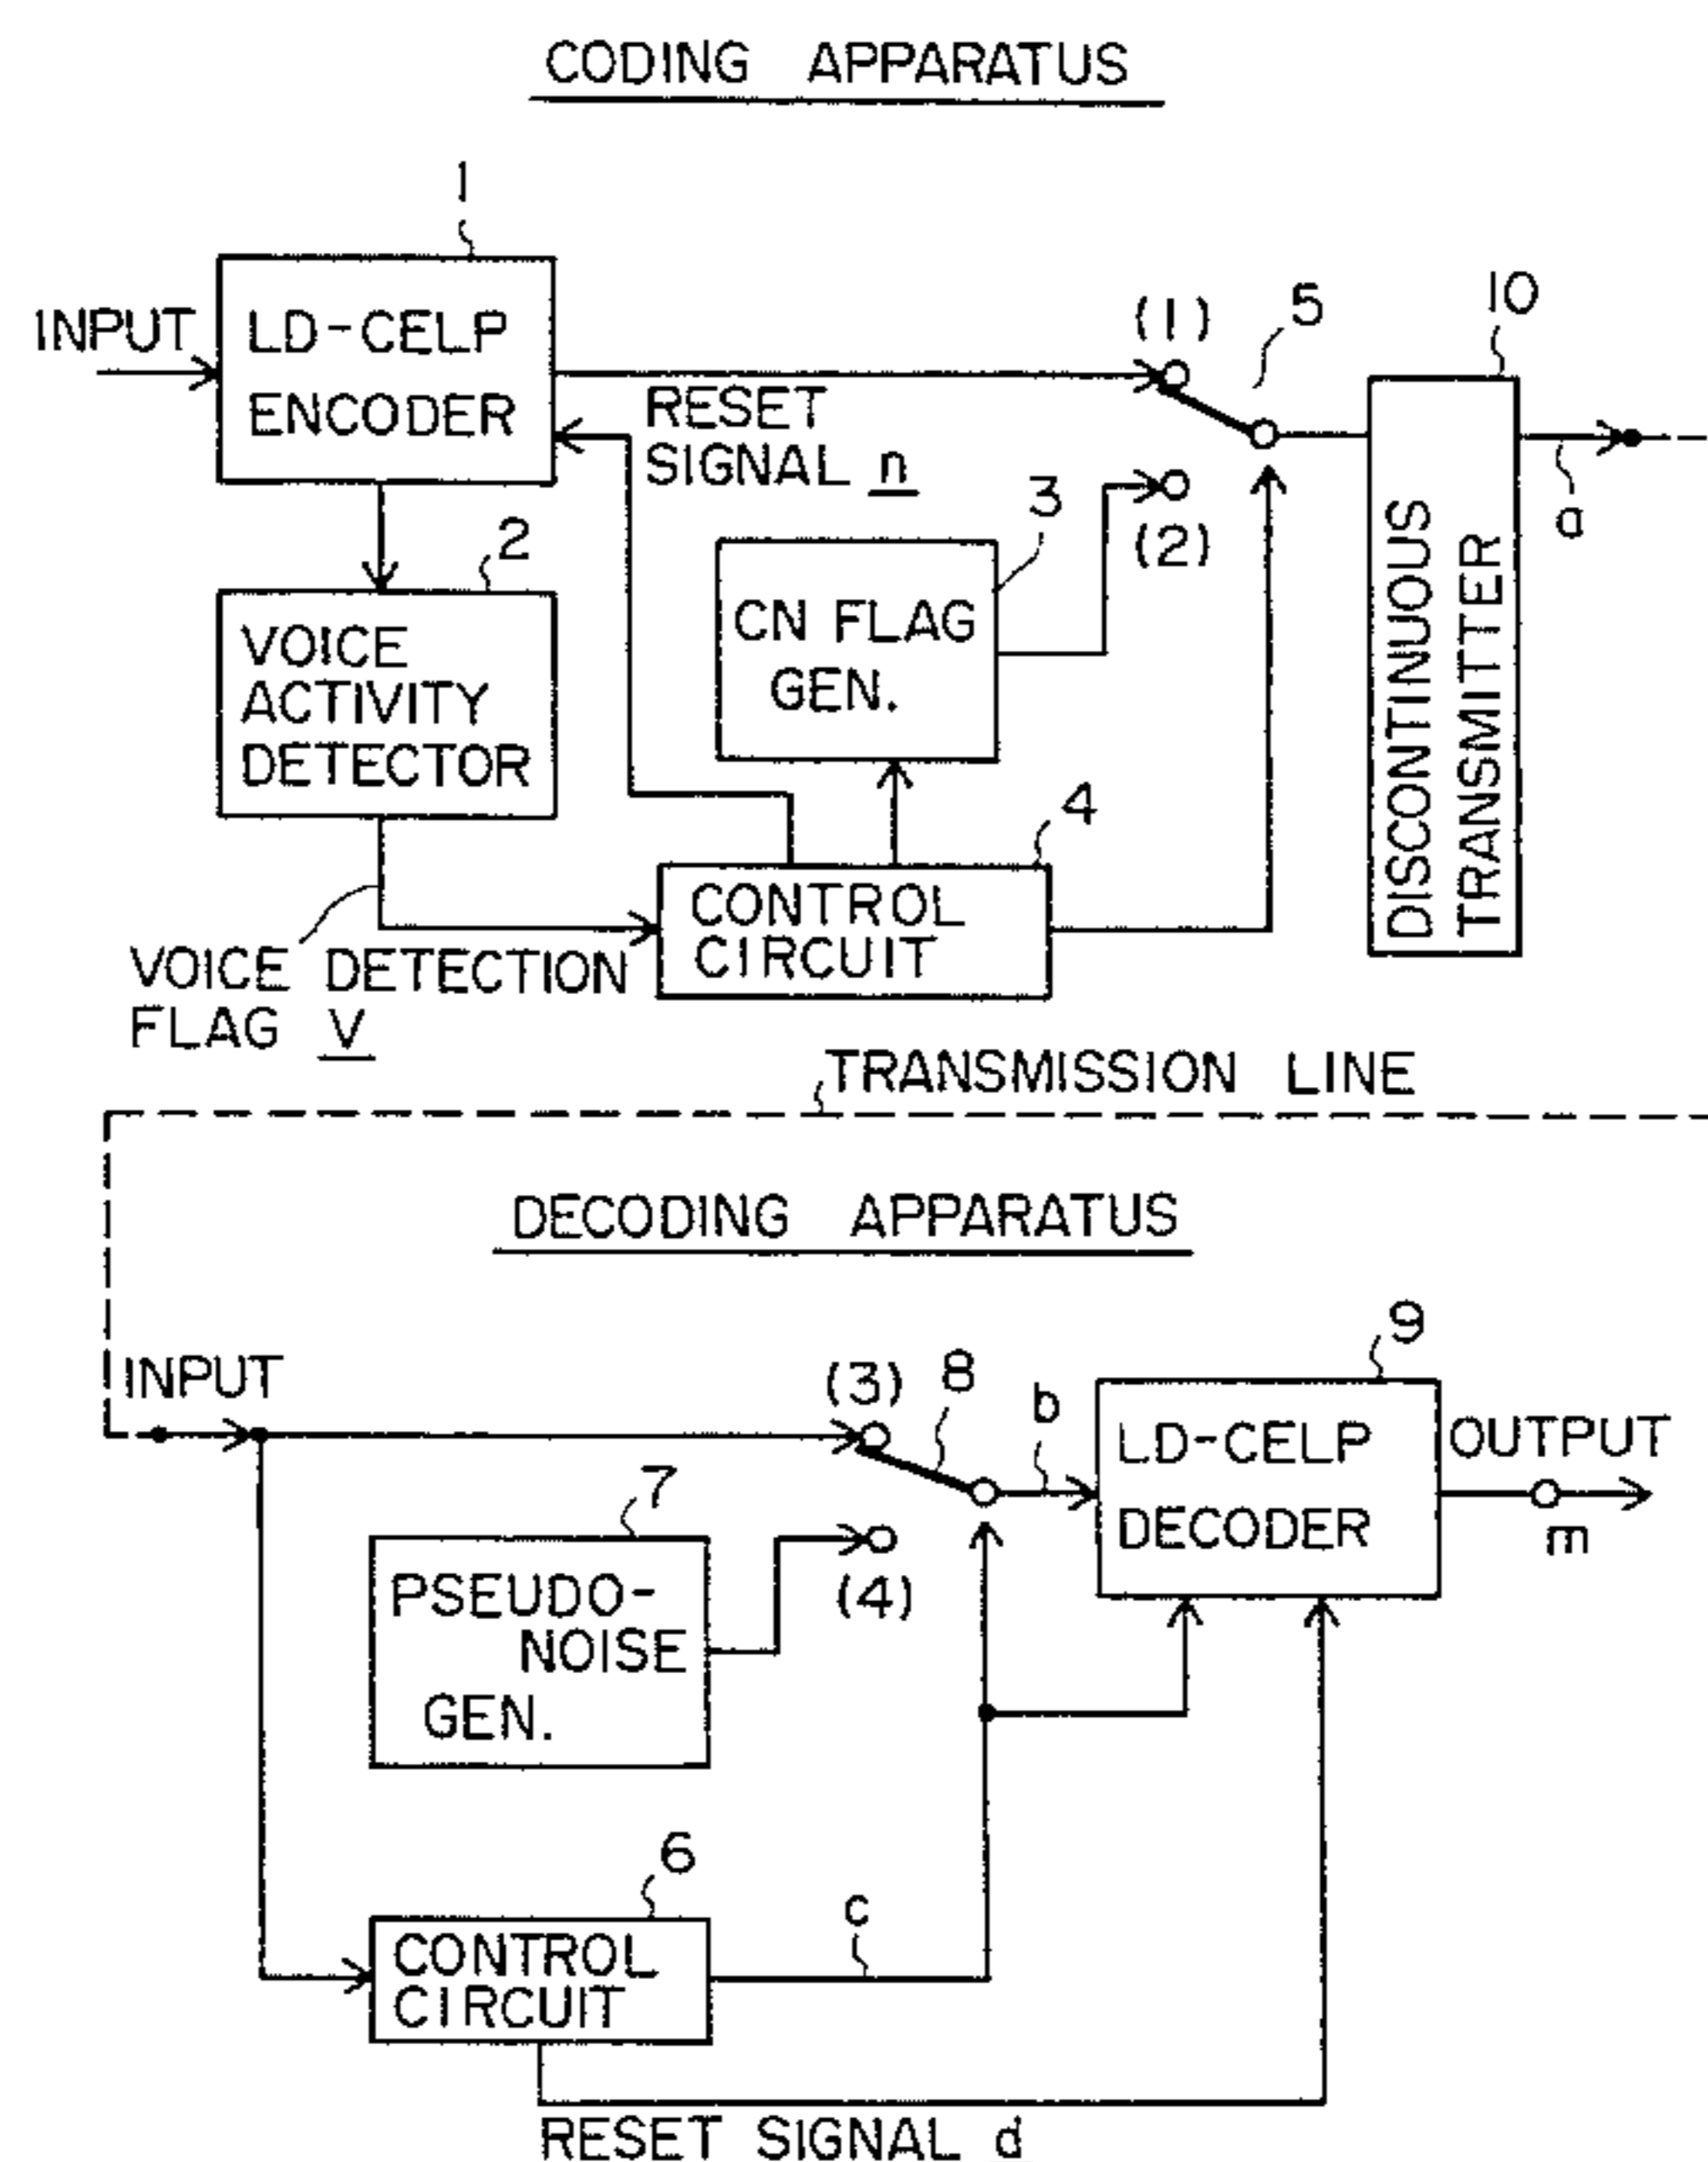 CODING APPARATUS
1
INPUT
LD-CELP
ENCODER
RESET
SIGNAL n
(1)
5
10
(2)
3
a
2
VOICE
ACTIVITY
DETECTOR
CN FLAG
GEN.
DISCONTINUOUS
TRANSMITTER
4
CONTROL
CIRCUIT
VOICE DETECTION
FLAG V
TRANSMISSION LINE
DECODING APPARATUS
INPUT
(3)
8
b
9
LD-CELP
DECODER
OUTPUT
m
7
(4)
PSEUDO-
NOISE
GEN.
6
CONTROL
CIRCUIT
c
RESET SIGNAL d